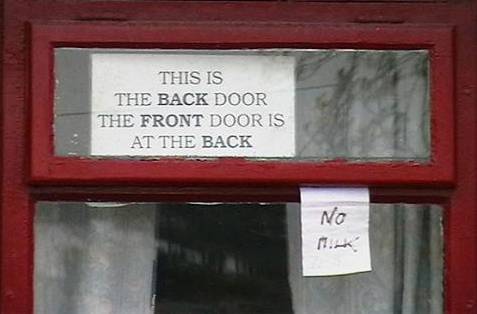 THIS IS
THE BACK DOOR
THE FRONT DOOR IS
AT THE BACK
NO
MILK